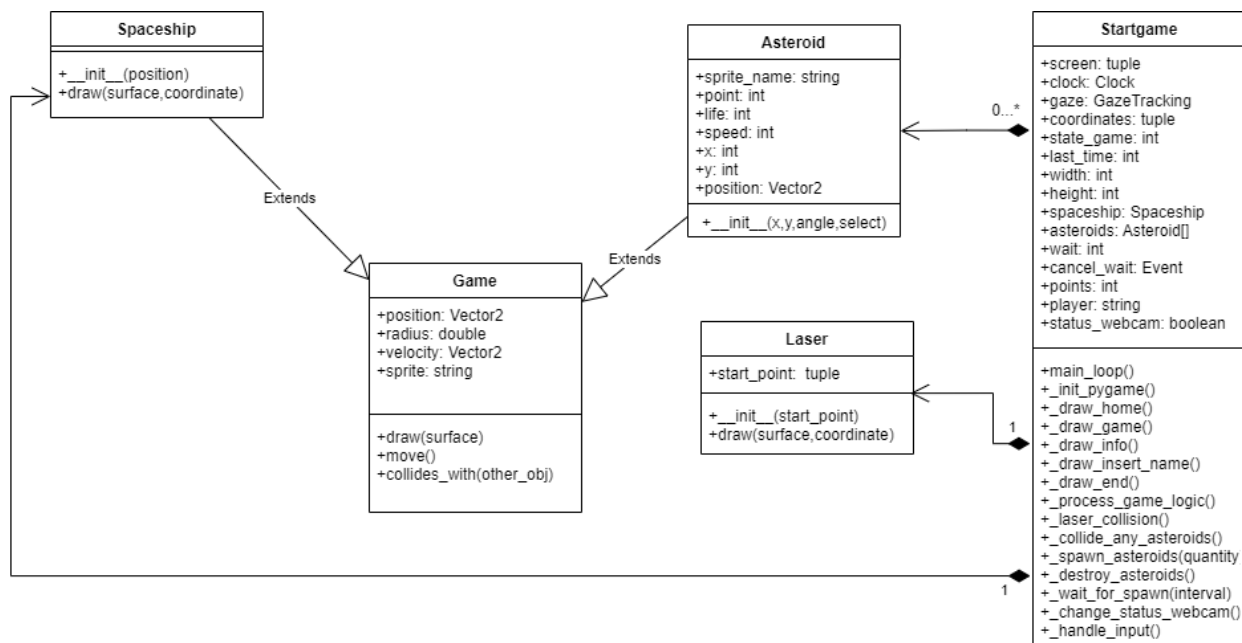 Spaceship
+__init__(position)
+draw(surface,coordinate)
Extends
Asteroid
+sprite_name: string
+point: int
+life: int
+speed: int
+x: int
+y: int
+position: Vector2
+__init__(x,y,angle,select)
Extends
0...*
Game
+position: Vector2
+radius: double
+velocity: Vector2
+sprite: string
+draw(surface)
+move()
+collides_with(other_obj)
Laser
+start_point: tuple
+__init__(start_point)
+draw(surface,coordinate)
1
1
Startgame
+screen: tuple
+clock: Clock
+gaze: GazeTracking
+coordinates: tuple
+state_game: int
+last_time: int
+width: int
+height: int
+spaceship: Spaceship
+asteroids: Asteroid[]
+wait: int
+cancel_wait: Event
+points: int
+player: string
+status_webcam: boolean
+main_loop()
+_init_pygame()
+_draw_home()
+_draw_game()
+_draw_info()
+_draw_insert_name()
+_draw_end()
+_process_game_logic()
+_laser_collision()
+_collide_any_asteroids()
+_spawn_asteroids(quantity
+_destroy_asteroids()
+_wait_for_spawn(interval)
+_change_status_webcam()
+_handle_input()